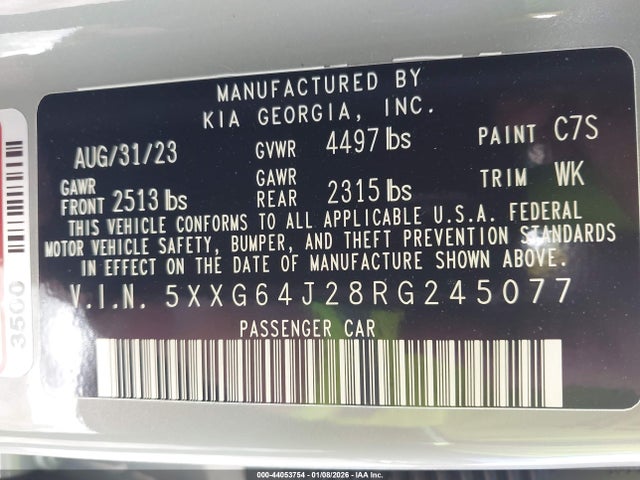 MANUFACTURED BY
KIA GEORGIA, INC.
AUG/31/23 GVWR 4497 lbs PAINT C7S
GAWR FRONT 2513 lbs GAWR REAR 2315 lbs TRIM WK
THIS VEHICLE CONFORMS TO ALL APPLICABLE U.S.A. FEDERAL
MOTOR VEHICLE SAFETY, BUMPER, AND THEFT PREVENTION STANDARDS
IN EFFECT ON THE DATE OF MANUFACTURE SHOWN ABOVE.
V.I.N. 5XXG64J28RG245077
PASSENGER CAR
3500
000-44053754 - 01/08/2026 - IAA Inc.